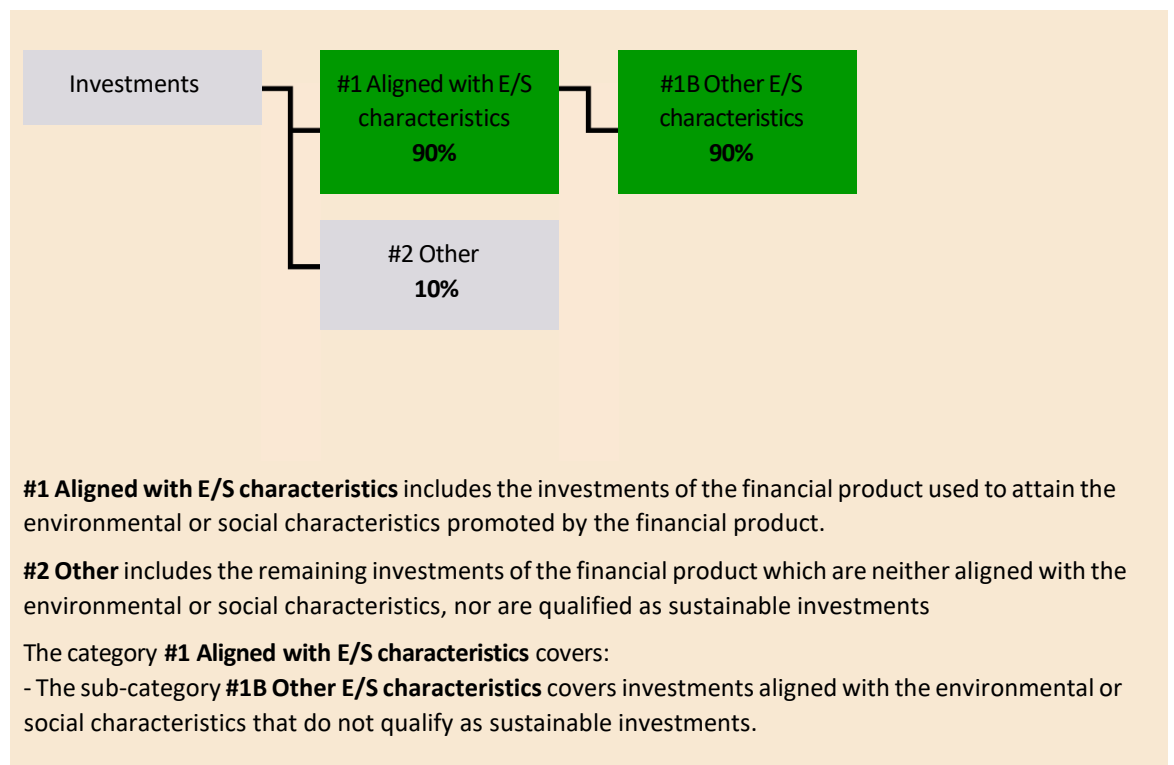 Investments
#1 Aligned with E/S
characteristics
90%
#1B Other E/S
characteristics
90%
#2 Other
10%
#1 Aligned with E/S characteristics includes the investments of the financial product used to attain the
environmental or social characteristics promoted by the financial product.
#2 Other includes the remaining investments of the financial product which are neither aligned with the
environmental or social characteristics, nor are qualified as sustainable investments
The category #1 Aligned with E/S characteristics covers:
- The sub-category #1B Other E/S characteristics covers investments aligned with the environmental or
social characteristics that do not qualify as sustainable investments.